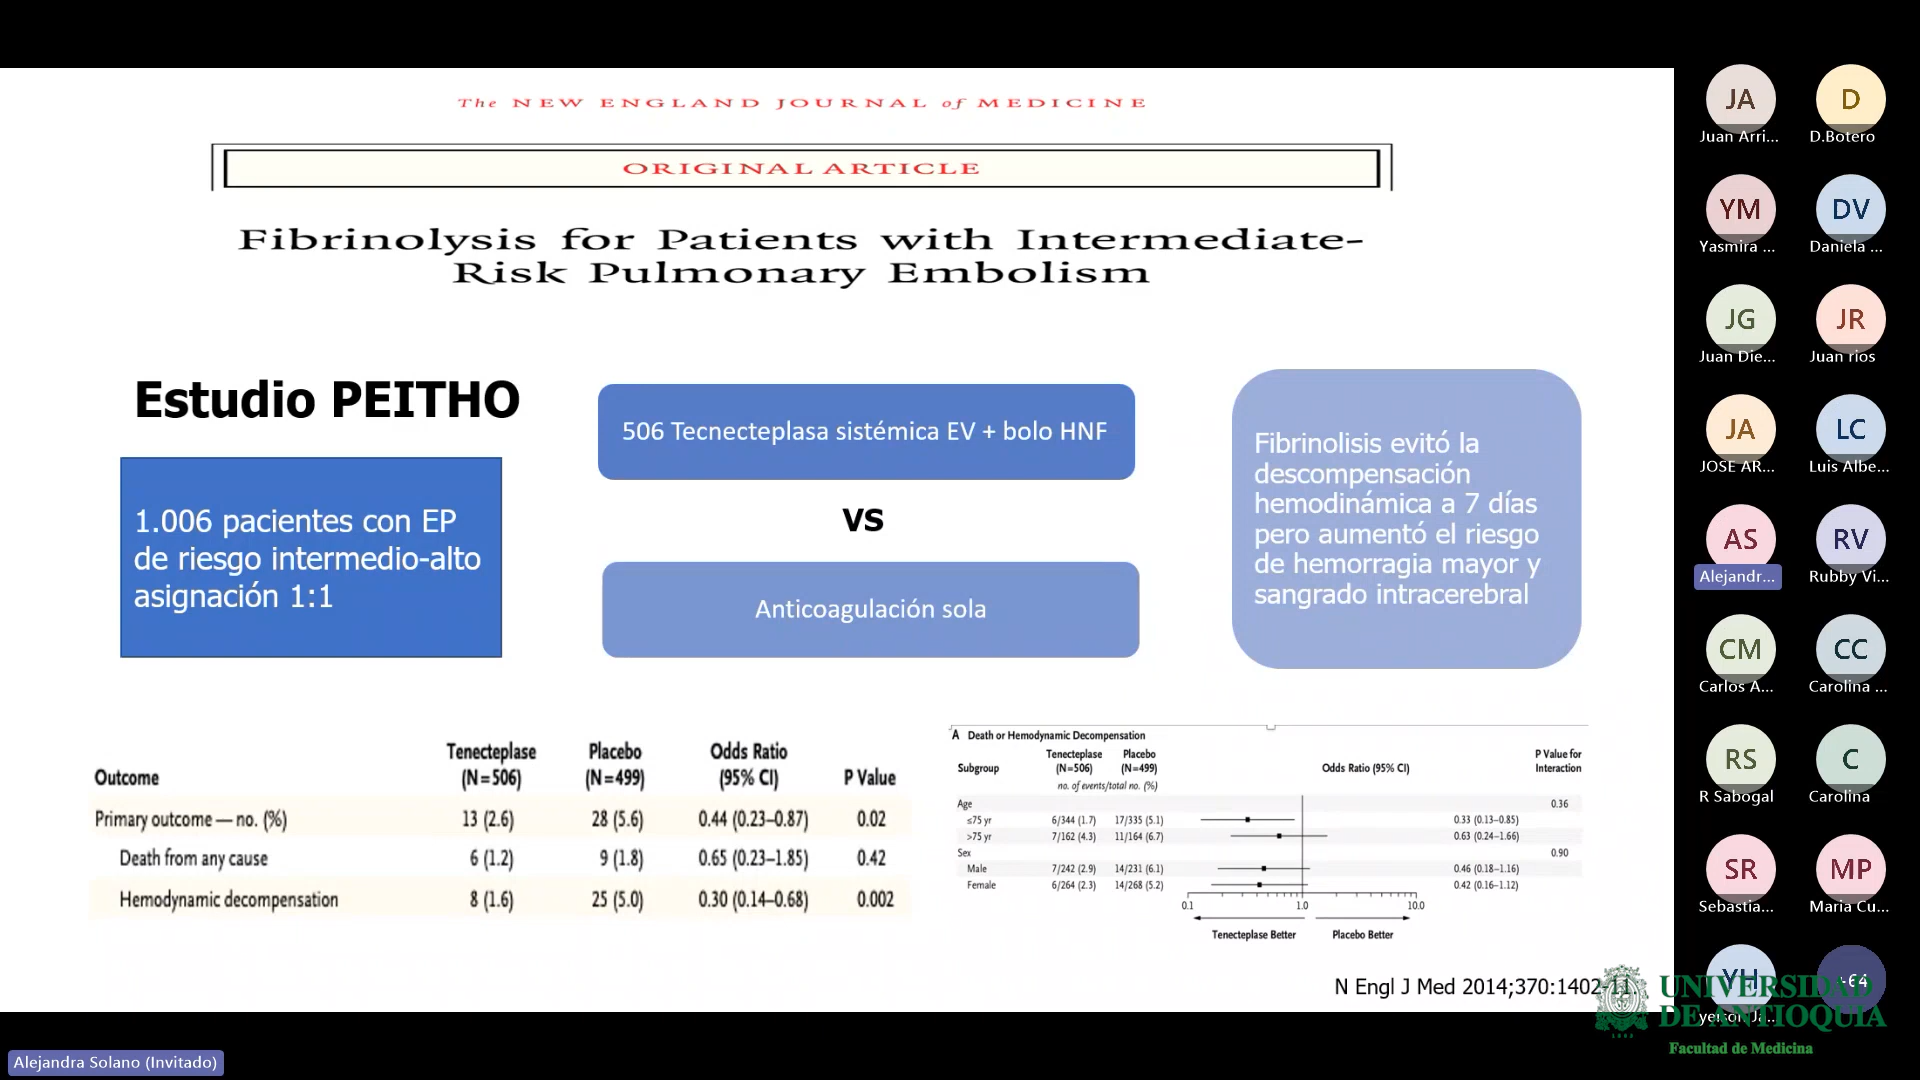 The NEW ENGLAND JOURNAL of MEDICINE
ORIGINAL ARTICLE
Fibrinolysis for Patients with Intermediate-
Risk Pulmonary Embolism
Estudio PEITHO
1.006 pacientes con EP
de riesgo intermedio-alto
asignación 1:1
506 Tecnecteplasa sistémica EV + bolo HNF
VS
Anticoagulación sola
Fibrinolisis evitó la
descompensación
hemodinámica a 7 días
pero aumentó el riesgo
de hemorragia mayor y
sangrado intracerebral
Outcome Tenecteplase (N=506) Placebo (N=499) Odds Ratio (95% CI) P Value
Primary outcome — no. (%) 13 (2.6) 28 (5.6) 0.44 (0.23–0.87) 0.02
Death from any cause 6 (1.2) 9 (1.8) 0.65 (0.23–1.85) 0.42
Hemodynamic decompensation 8 (1.6) 25 (5.0) 0.30 (0.14–0.68) 0.002
A Death or Hemodynamic Decompensation
Subgroup Tenecteplase (N=506) Placebo (N=499) Odds Ratio (95% CI) P Value for Interaction
no. of events/total no. (%)
Age 0.36
≤75 yr 6/344 (1.7) 17/335 (5.1) 0.33 (0.13–0.85)
>75 yr 7/162 (4.3) 11/164 (6.7) 0.63 (0.24–1.66)
Sex 0.90
Male 7/242 (2.9) 14/231 (6.1) 0.46 (0.18–1.16)
Female 6/264 (2.3) 14/268 (5.2) 0.42 (0.16–1.12)
0.1 1.0 10.0
Tenecteplase Better Placebo Better
N Engl J Med 2014;370:1402-11.
JA D
Juan Arri... D.Botero
YM DV
Yasmira ... Daniela ...
JG JR
Juan Die... Juan rios
JA LC
JOSE AR... Luis Albe...
AS RV
Alejandr... Rubby Vi...
CM CC
Carlos A... Carolina ...
RS C
R Sabogal Carolina
SR MP
Sebastia... Maria Cu...
YH +64
UNIVERSIDAD
DE ANTIOQUIA
Facultad de Medicina
Alejandra Solano (Invitado)